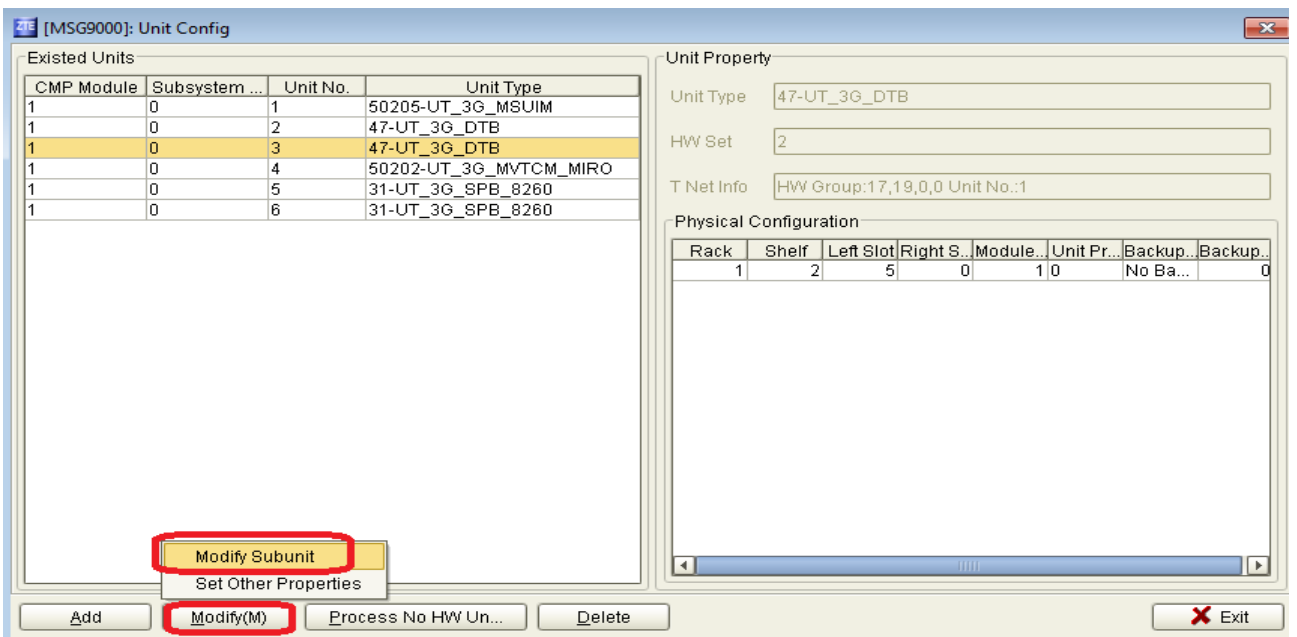 ZTE [MSG9000]: Unit Config
Existed Units
CMP Module Subsystem ... Unit No. Unit Type
1 0 1 50205-UT_3G_MSUIM
1 0 2 47-UT_3G_DTB
1 0 3 47-UT_3G_DTB
1 0 4 50202-UT_3G_MVTCM_MIRO
1 0 5 31-UT_3G_SPB_8260
1 0 6 31-UT_3G_SPB_8260
Modify Subunit
Set Other Properties
Unit Property
Unit Type 47-UT_3G_DTB
HW Set 2
T Net Info HW Group:17,19,0,0 Unit No.:1
Physical Configuration
Rack Shelf Left Slot Right S... Module... Unit Pr... Backup... Backup..
1 2 5 0 1 0 No Ba... 0
Add Modify(M) Process No HW Un... Delete Exit